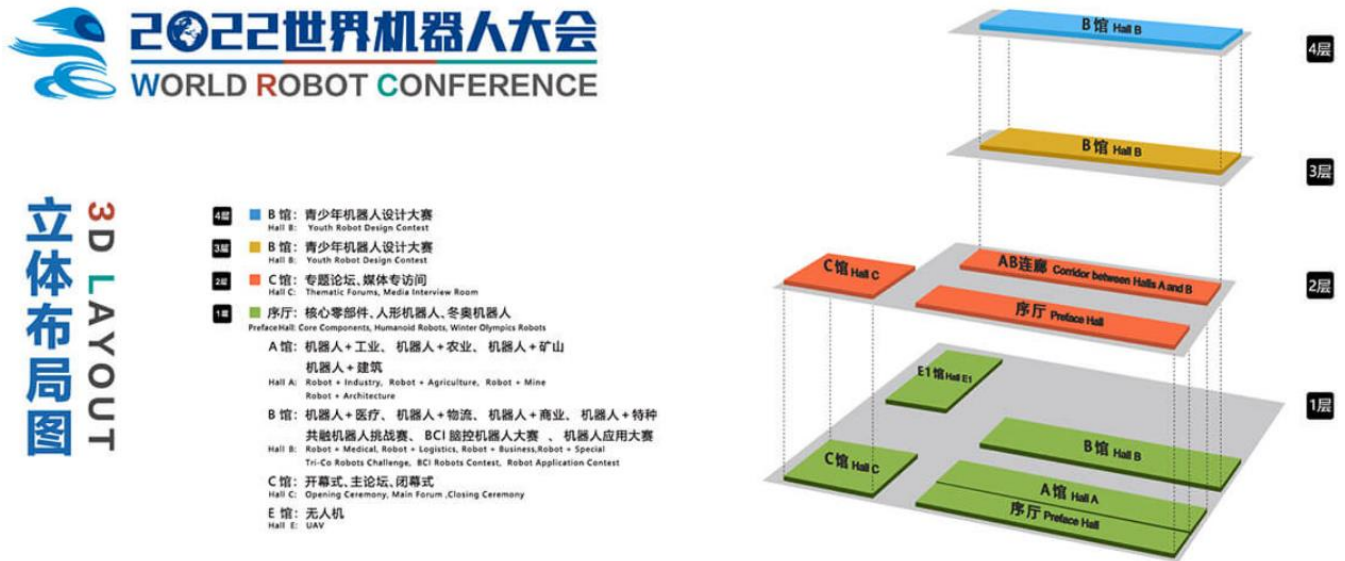 2022世界机器人大会
WORLD ROBOT CONFERENCE
立体布局图
3D LAYOUT
4层 B 馆：青少年机器人设计大赛
Hall B: Youth Robot Design Contest
3层 B 馆：青少年机器人设计大赛
Hall B: Youth Robot Design Contest
2层 C 馆：专题论坛、媒体专访间
Hall C: Thematic Forums, Media Interview Room
1层 序厅：核心零部件、人形机器人、冬奥机器人
Preface Hall: Core Components, Humanoid Robots, Winter Olympics Robots
A 馆：机器人+工业、 机器人+农业、 机器人+矿山
机器人+建筑
Hall A: Robot + Industry, Robot + Agriculture, Robot + Mine
Robot + Architecture
B 馆：机器人+医疗、 机器人+物流、 机器人+商业、 机器人+特种
共融机器人挑战赛、 BCI 脑控机器人大赛 、 机器人应用大赛
Hall B: Robot + Medical, Robot + Logistics, Robot + Business,Robot + Special
Tri-Co Robots Challenge, BCI Robots Contest, Robot Application Contest
C 馆：开幕式、主论坛、闭幕式
Hall C: Opening Ceremony, Main Forum ,Closing Ceremony
E 馆：无人机
Hall E: UAV
B馆 Hall B
4层
B馆 Hall B
3层
C馆 Hall C
AB连廊 Corridor between Halls A and B
序厅 Preface Hall
2层
E1馆 Hall E1
B馆 Hall B
C馆 Hall C
A馆 Hall A
序厅 Preface Hall
1层